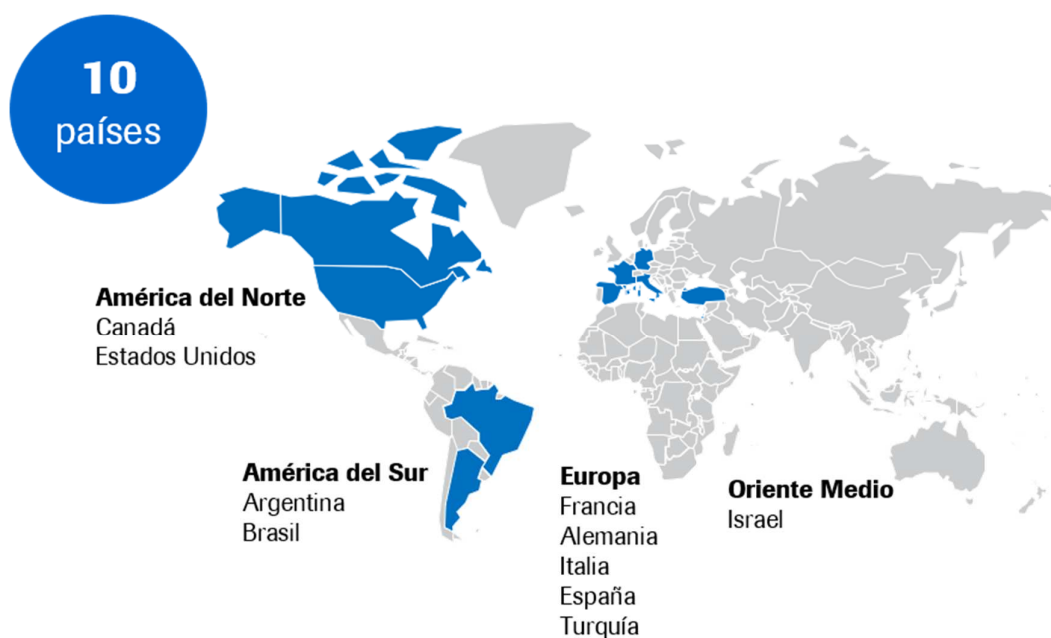 10
países
América del Norte
Canadá
Estados Unidos
América del Sur
Argentina
Brasil
Europa
Francia
Alemania
Italia
España
Turquía
Oriente Medio
Israel